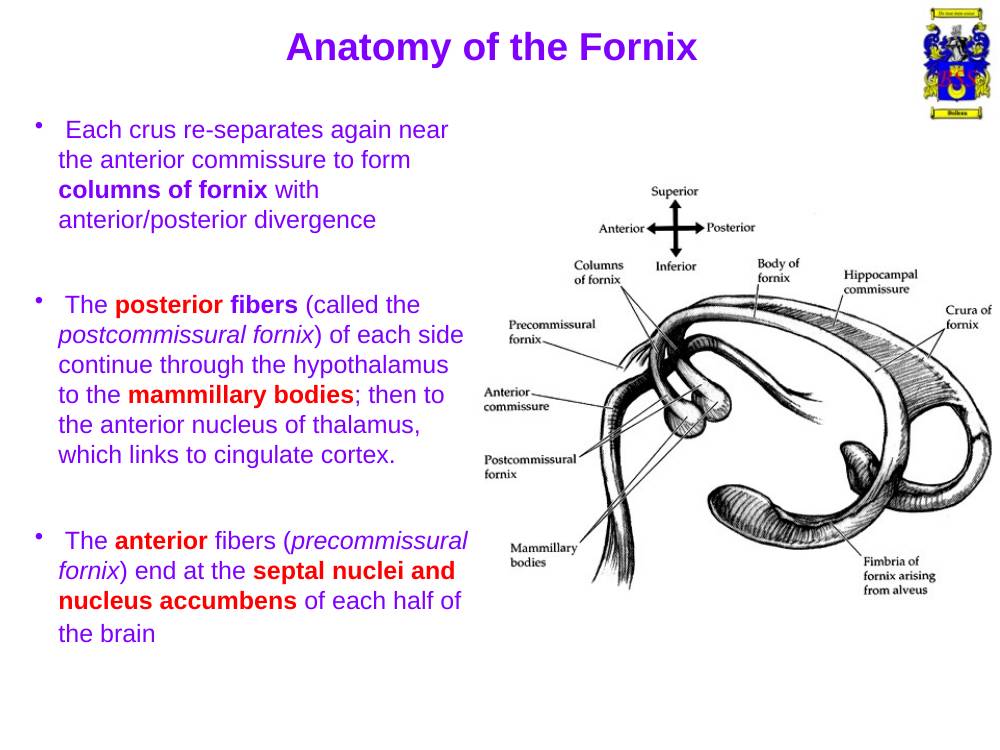 Anatomy of the Fornix
• Each crus re-separates again near
the anterior commissure to form
columns of fornix with
anterior/posterior divergence
• The posterior fibers (called the
postcommissural fornix) of each side
continue through the hypothalamus
to the mammillary bodies; then to
the anterior nucleus of thalamus,
which links to cingulate cortex.
• The anterior fibers (precommissural
fornix) end at the septal nuclei and
nucleus accumbens of each half of
the brain
Superior
Anterior
Posterior
Inferior
Columns
of fornix
Body of
fornix
Hippocampal
commissure
Crura of
fornix
Precommissural
fornix
Anterior
commissure
Postcommissural
fornix
Mammillary
bodies
Fimbria of
fornix arising
from alveus